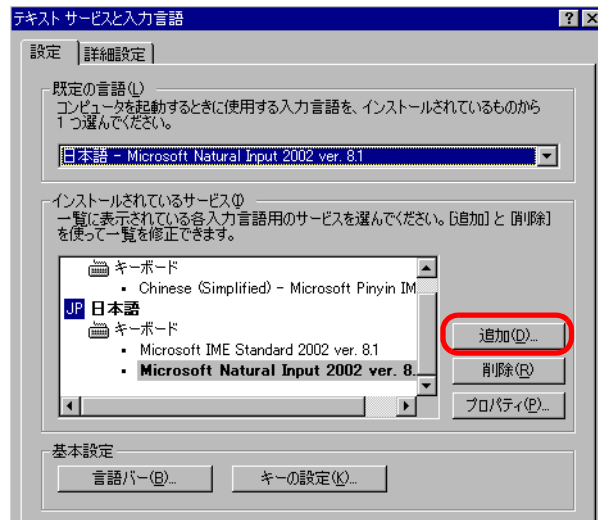 テキスト サービスと入力言語
設定
詳細設定
既定の言語(L)
コンピュータを起動するときに使用する入力言語を、インストールされているものから
1 つ選んでください。
日本語 - Microsoft Natural Input 2002 ver. 8.1
インストールされているサービス(I)
一覧に表示されている各入力言語用のサービスを選んでください。[追加] と [削除]
を使って一覧を修正できます。
キーボード
Chinese (Simplified) - Microsoft Pinyin IM
JP 日本語
キーボード
Microsoft IME Standard 2002 ver. 8.1
Microsoft Natural Input 2002 ver. 8.
追加(D)...
削除(R)
プロパティ(P)...
基本設定
言語バー(B)...
キーの設定(K)...